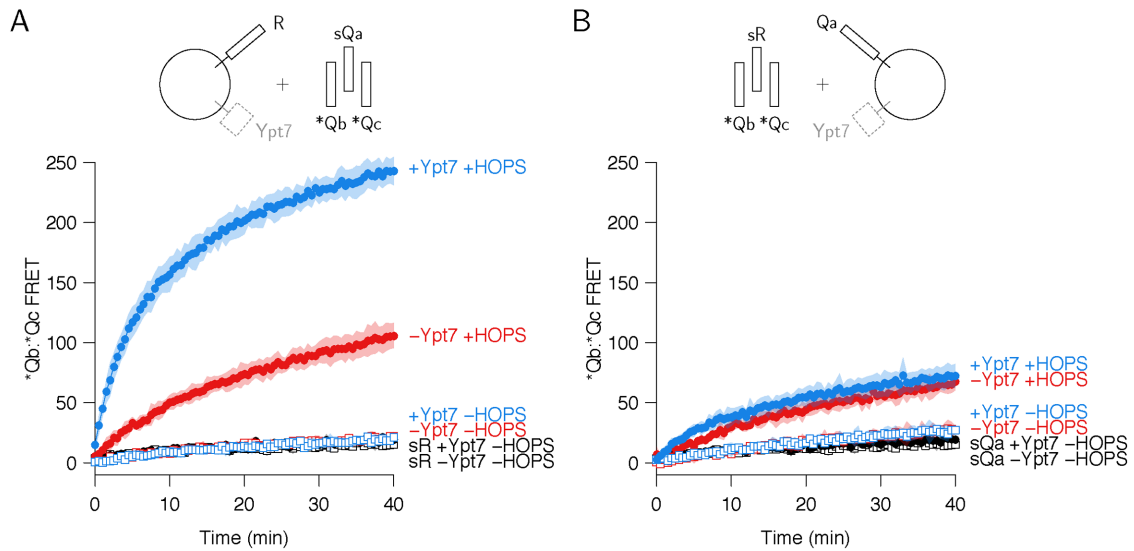 A
R
sQa
+
*Qb *Qc
Ypt7
*Qb:*Qc FRET
250
200
150
100
50
0
+Ypt7 +HOPS
−Ypt7 +HOPS
+Ypt7 −HOPS
−Ypt7 −HOPS
sR +Ypt7 −HOPS
sR −Ypt7 −HOPS
0 10 20 30 40
Time (min)
B
sR
Qa
+
*Qb *Qc
Ypt7
*Qb:*Qc FRET
250
200
150
100
50
0
+Ypt7 +HOPS
−Ypt7 +HOPS
+Ypt7 −HOPS
−Ypt7 −HOPS
sQa +Ypt7 −HOPS
sQa −Ypt7 −HOPS
0 10 20 30 40
Time (min)